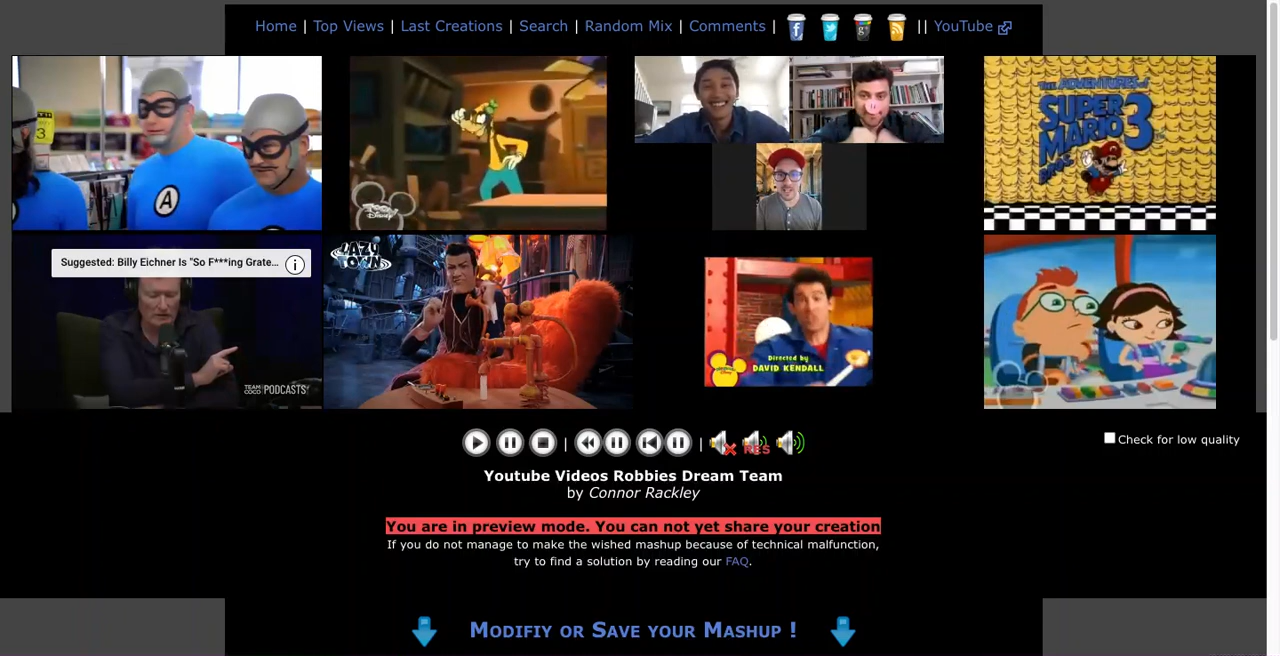 Home | Top Views | Last Creations | Search | Random Mix | Comments | || YouTube
3
A
TOON Disney
THE ADVENTURES of
SUPER
MARIO 3
BROS
Suggested: Billy Eichner Is "So F***ing Grate...
TEAM COCO PODCASTS
LAZY TOWN
Directed by
DAVID KENDALL
RES
Check for low quality
Youtube Videos Robbies Dream Team
by Connor Rackley
You are in preview mode. You can not yet share your creation
If you do not manage to make the wished mashup because of technical malfunction,
try to find a solution by reading our FAQ.
Modifiy or Save your Mashup !